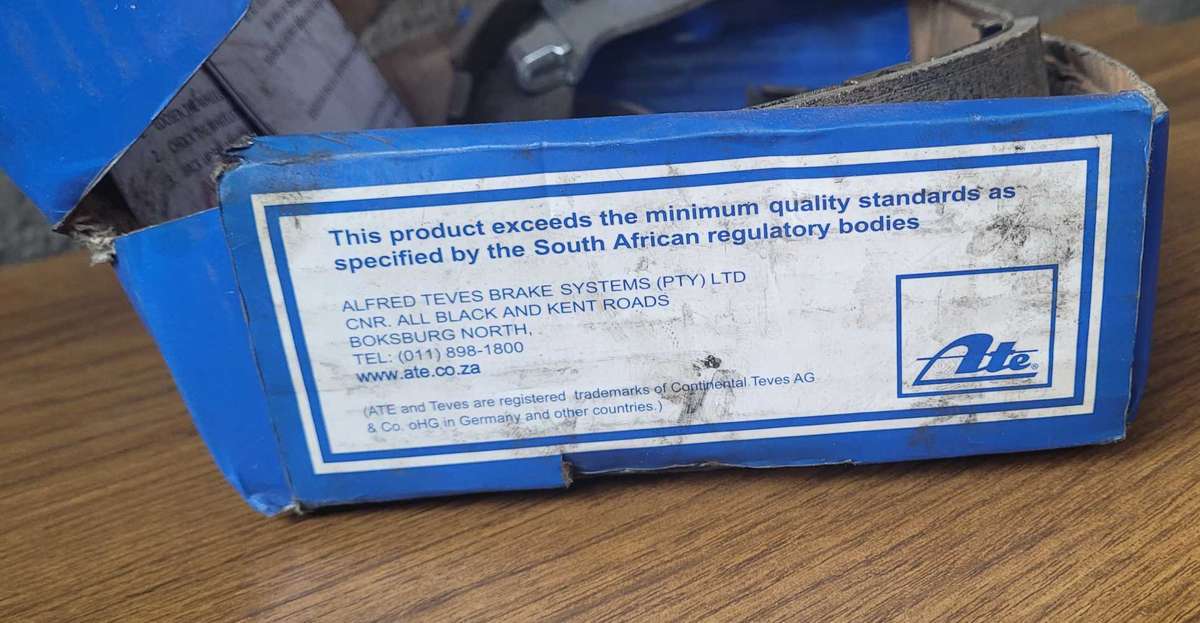 This product exceeds the minimum quality standards as
specified by the South African regulatory bodies
ALFRED TEVES BRAKE SYSTEMS (PTY) LTD
CNR. ALL BLACK AND KENT ROADS
BOKSBURG NORTH,
TEL: (011) 898-1800
www.ate.co.za
(ATE and Teves are registered trademarks of Continental Teves AG
& Co. oHG in Germany and other countries.)
Ate®